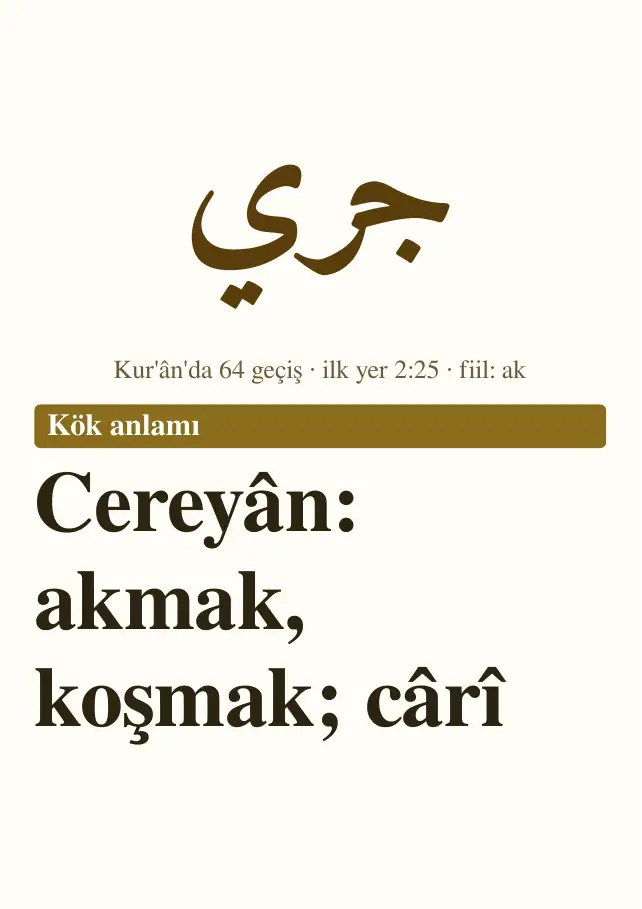 جري
Kur'ân'da 64 geçiş · ilk yer 2:25 · fiil: ak
Kök anlamı
Cereyân:
akmak,
koşmak; cârî